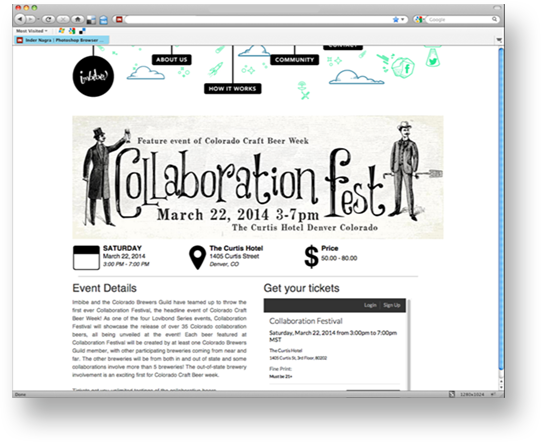 Google
Most Visited
Inder Nagra | Photoshop Browser ...
imbibe!
ABOUT US
COMMUNITY
HOW IT WORKS
Feature event of Colorado Craft Beer Week
Collaboration Fest
March 22, 2014 3-7pm
The Curtis Hotel Denver Colorado
SATURDAY
March 22, 2014
3:00 PM - 7:00 PM
The Curtis Hotel
1405 Curtis Street
Denver, CO
$
Price
50.00 - 80.00
Event Details
Imbibe and the Colorado Brewers Guild have teamed up to throw the
first ever Collaboration Festival, the headline event of Colorado Craft
Beer Week! As one of the four Lovibond Series events, Collaboration
Festival will showcase the release of over 35 Colorado collaboration
beers, all being unveiled at the event! Each beer featured at
Collaboration Festival will be created by at least one Colorado Brewers
Guild member, with other participating breweries coming from near and
far. The other breweries will be from both in and out of state and some
collaborations involve more than 5 breweries! The out-of-state brewery
involvement is an exciting first for Colorado Craft Beer week.
Get your tickets
Login | Sign Up
Collaboration Festival
Saturday, March 22, 2014 from 3:00pm to 7:00pm
MST
The Curtis Hotel
1405 Curtis St, 3rd Floor, 80202
Fine Print:
Must be 21+
Done
1280x1024